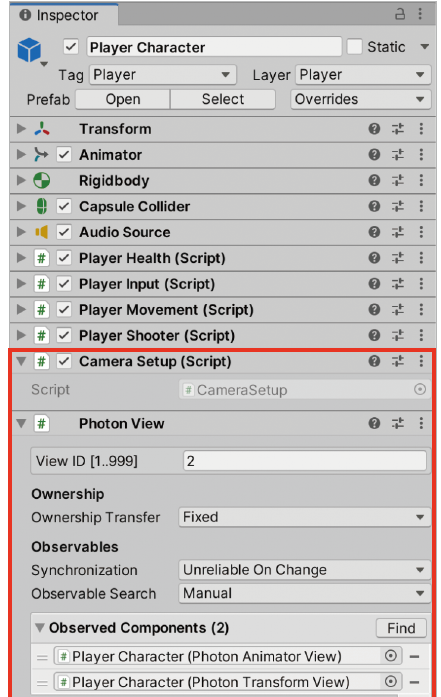 Inspector
Player Character Static
Tag Player Layer Player
Prefab Open Select Overrides
Transform
Animator
Rigidbody
Capsule Collider
Audio Source
# Player Health (Script)
# Player Input (Script)
# Player Movement (Script)
# Player Shooter (Script)
# Camera Setup (Script)
Script # CameraSetup
# Photon View
View ID [1..999] 2
Ownership
Ownership Transfer Fixed
Observables
Synchronization Unreliable On Change
Observable Search Manual
Observed Components (2) Find
# Player Character (Photon Animator View)
# Player Character (Photon Transform View)